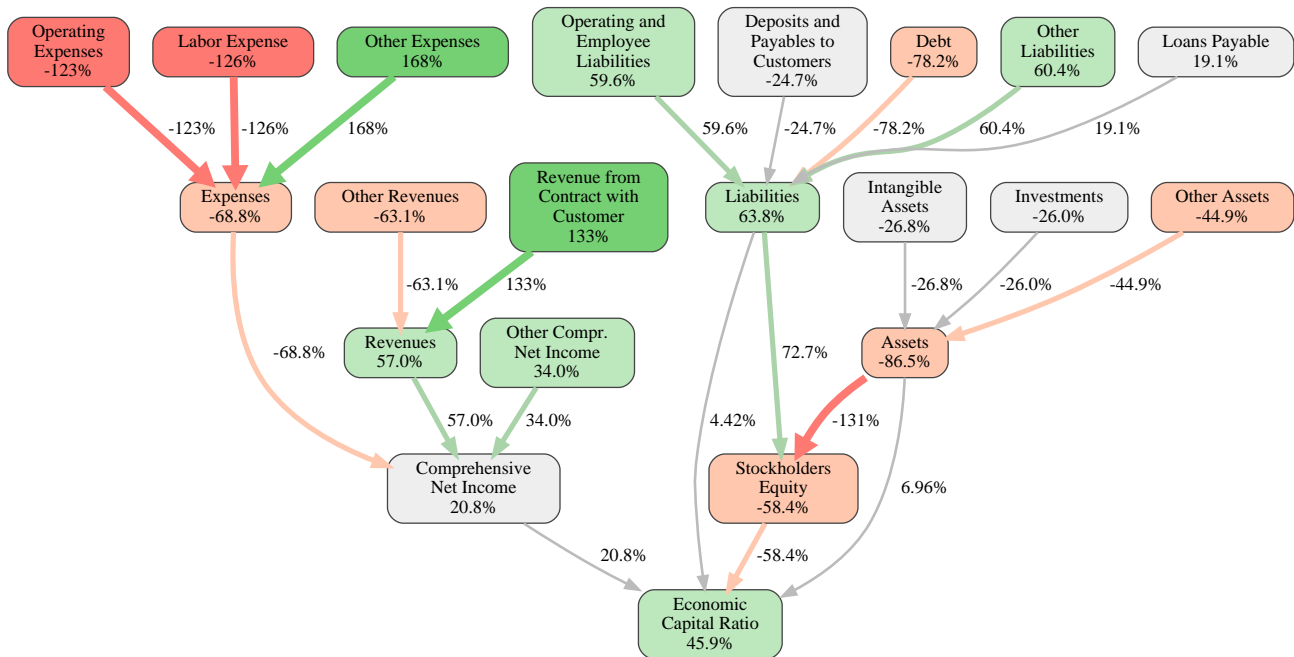 Operating
Expenses
-123%
Labor Expense
-126%
Other Expenses
168%
Operating and
Employee
Liabilities
59.6%
Deposits and
Payables to
Customers
-24.7%
Debt
-78.2%
Other
Liabilities
60.4%
Loans Payable
19.1%
-123%
-126%
168%
59.6%
-24.7%
-78.2%
60.4%
19.1%
Expenses
-68.8%
Other Revenues
-63.1%
Revenue from
Contract with
Customer
133%
Liabilities
63.8%
Intangible
Assets
-26.8%
Investments
-26.0%
Other Assets
-44.9%
-63.1%
133%
-26.8%
-26.0%
-44.9%
-68.8%
Revenues
57.0%
Other Compr.
Net Income
34.0%
72.7%
Assets
-86.5%
57.0%
34.0%
4.42%
-131%
Comprehensive
Net Income
20.8%
Stockholders
Equity
-58.4%
6.96%
20.8%
-58.4%
Economic
Capital Ratio
45.9%